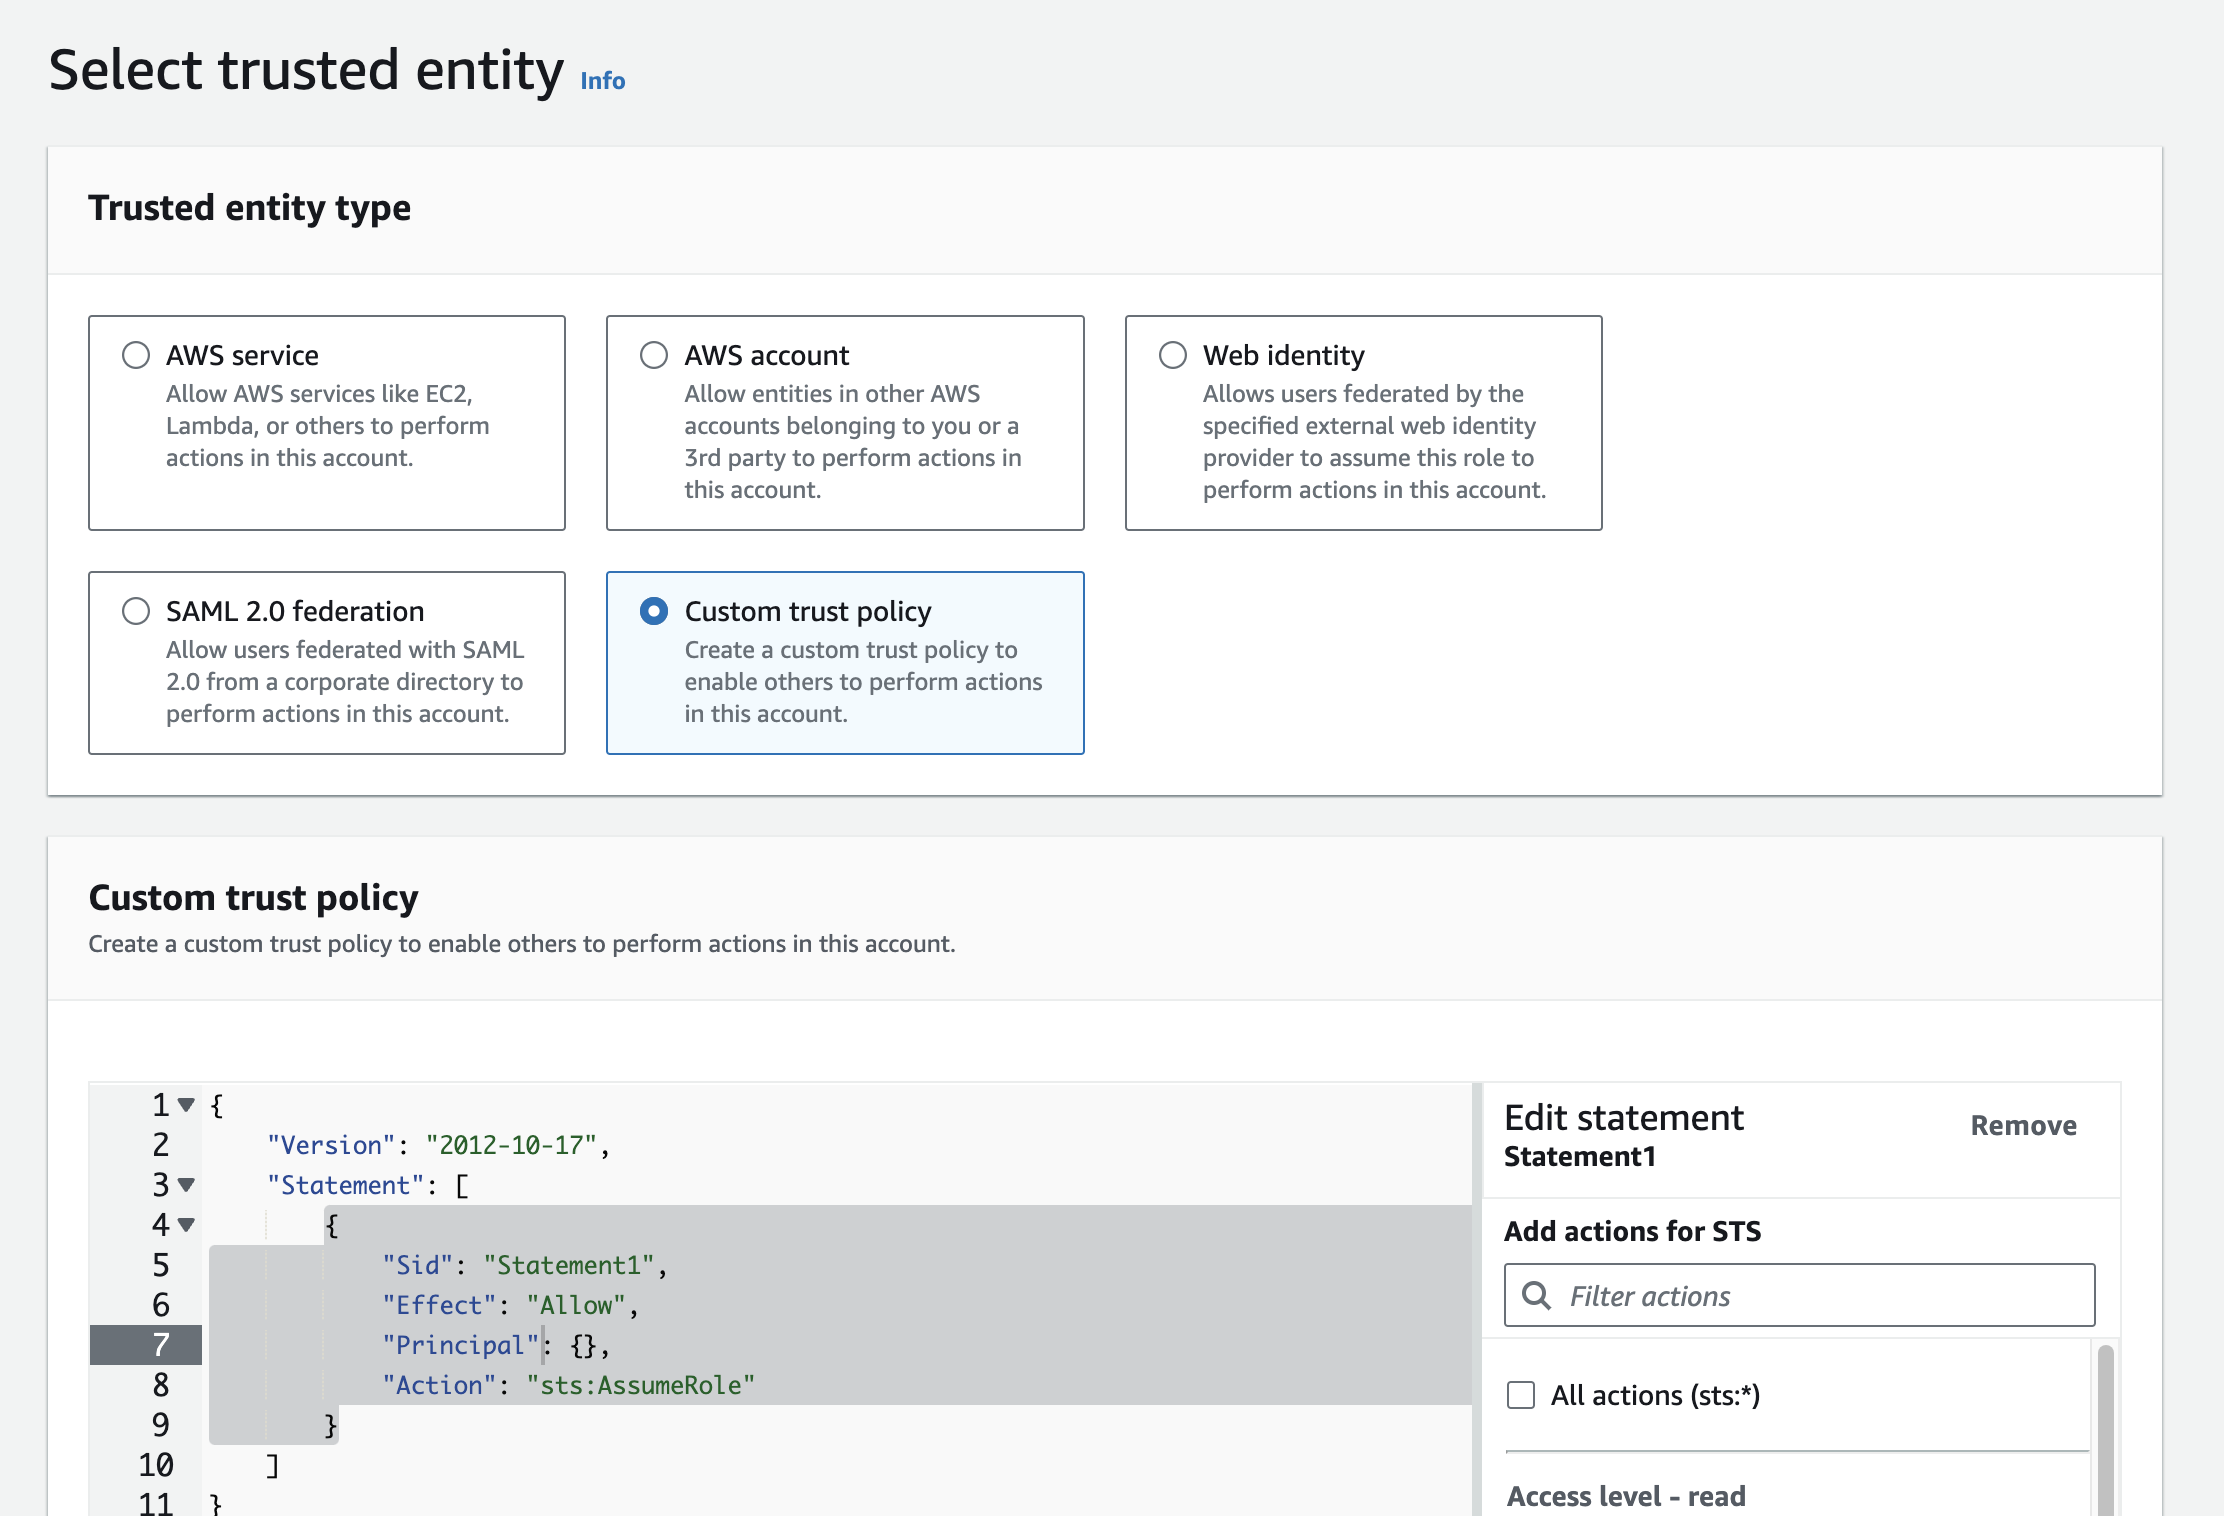 Select trusted entity Info
Trusted entity type
AWS service
Allow AWS services like EC2,
Lambda, or others to perform
actions in this account.
AWS account
Allow entities in other AWS
accounts belonging to you or a
3rd party to perform actions in
this account.
Web identity
Allows users federated by the
specified external web identity
provider to assume this role to
perform actions in this account.
SAML 2.0 federation
Allow users federated with SAML
2.0 from a corporate directory to
perform actions in this account.
Custom trust policy
Create a custom trust policy to
enable others to perform actions
in this account.
Custom trust policy
Create a custom trust policy to enable others to perform actions in this account.
1 {
2     "Version": "2012-10-17",
3     "Statement": [
4         {
5             "Sid": "Statement1",
6             "Effect": "Allow",
7             "Principal": {},
8             "Action": "sts:AssumeRole"
9         }
10     ]
11 }
Edit statement
Remove
Statement1
Add actions for STS
Filter actions
All actions (sts:*)
Access level - read